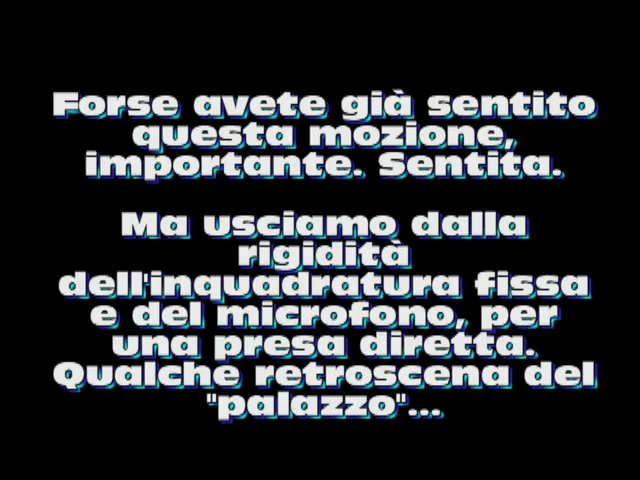 Forse avete già sentito
questa mozione,
importante. Sentita.
Ma usciamo dalla
rigidità
dell'inquadratura fissa
e del microfono, per
una presa diretta.
Qualche retroscena del
"palazzo"...